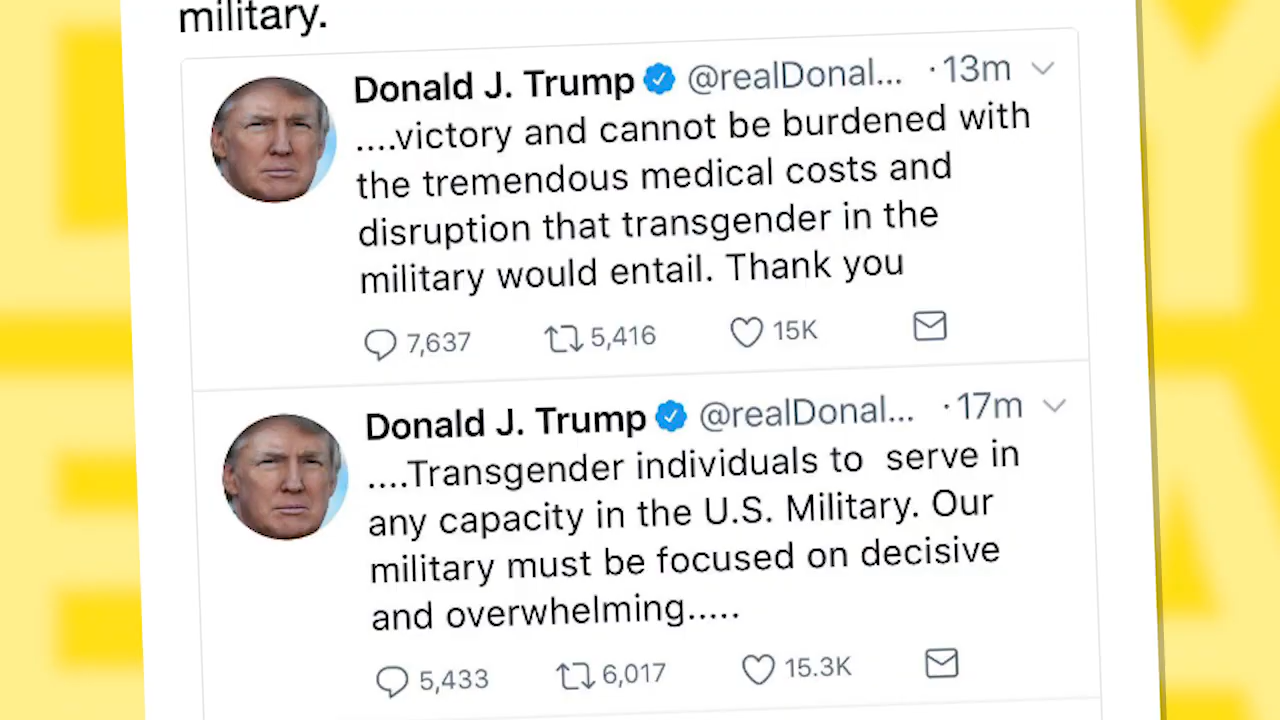 military.
Donald J. Trump @realDonal... · 13m
....victory and cannot be burdened with
the tremendous medical costs and
disruption that transgender in the
military would entail. Thank you
7,637 5,416 15K
Donald J. Trump @realDonal... · 17m
....Transgender individuals to  serve in
any capacity in the U.S. Military. Our
military must be focused on decisive
and overwhelming.....
5,433 6,017 15.3K